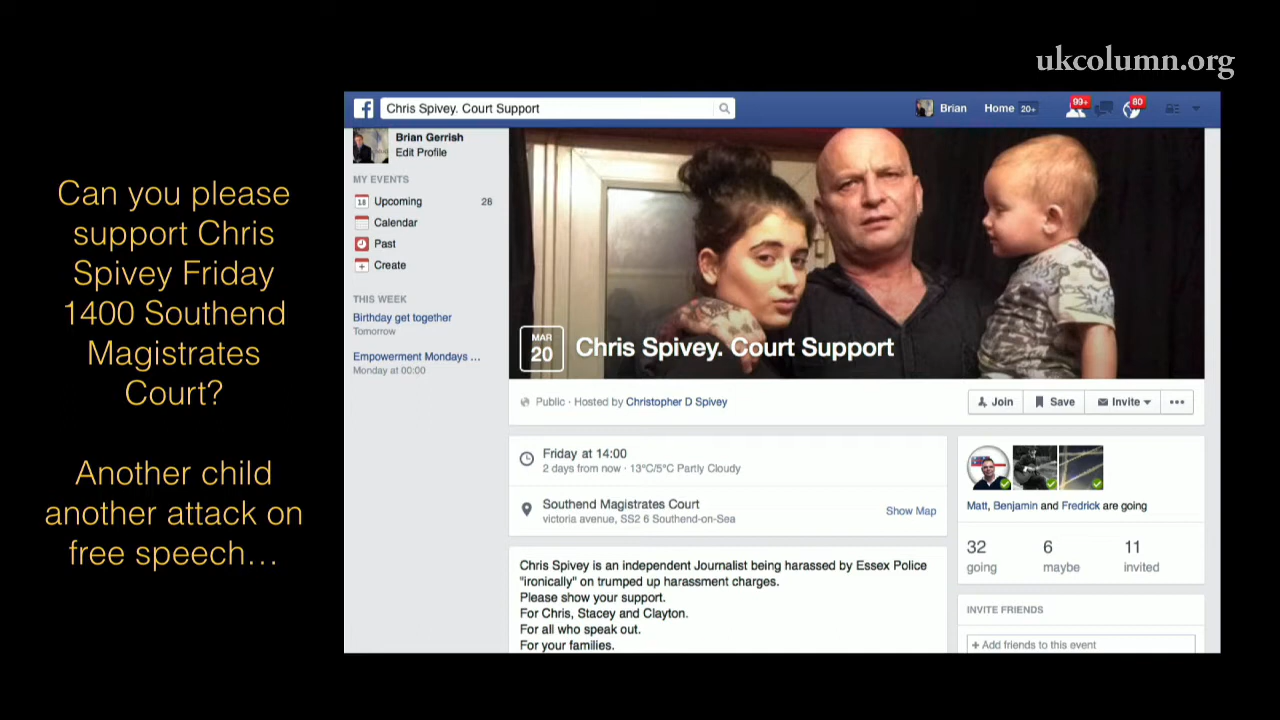 ukcolumn.org
Can you please
support Chris
Spivey Friday
1400 Southend
Magistrates
Court?
Another child
another attack on
free speech...
f
Chris Spivey. Court Support
Brian
Home 20+
99+
80
Brian Gerrish
Edit Profile
MY EVENTS
18 Upcoming 28
Calendar
Past
Create
THIS WEEK
Birthday get together
Tomorrow
Empowerment Mondays ...
Monday at 00:00
MAR
20
Chris Spivey. Court Support
Public · Hosted by Christopher D Spivey
Join
Save
Invite
Friday at 14:00
2 days from now · 13°C/5°C Partly Cloudy
Southend Magistrates Court
victoria avenue, SS2 6 Southend-on-Sea
Show Map
Chris Spivey is an independent Journalist being harassed by Essex Police
"ironically" on trumped up harassment charges.
Please show your support.
For Chris, Stacey and Clayton.
For all who speak out.
For your families.
Matt, Benjamin and Fredrick are going
32 6 11
going maybe invited
INVITE FRIENDS
+ Add friends to this event